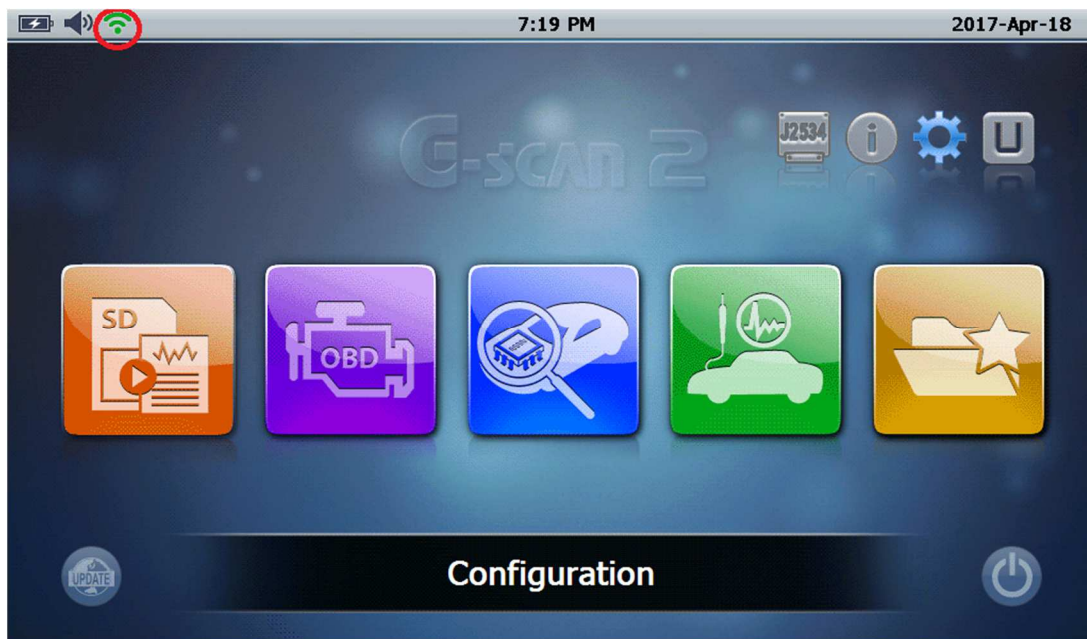 7:19 PM
2017-Apr-18
G-scan 2
J2534
i
U
SD
OBD
UPDATE
Configuration